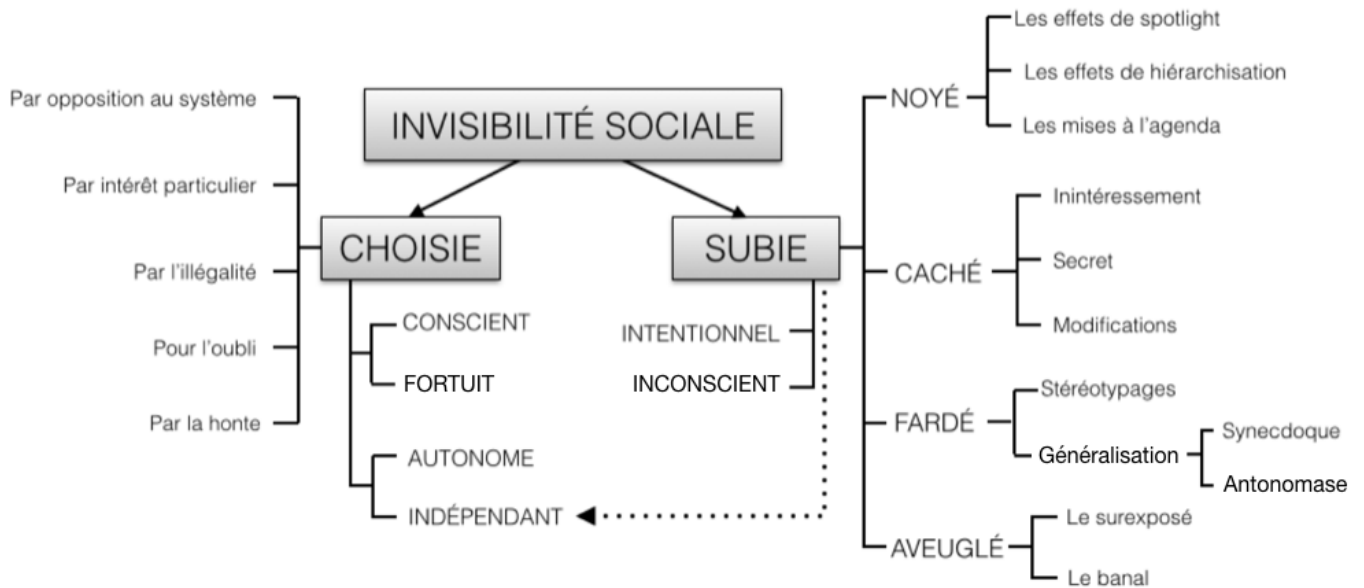 INVISIBILITÉ SOCIALE
CHOISIE
Par opposition au système
Par intérêt particulier
Par l'illégalité
Pour l'oubli
Par la honte
CONSCIENT
FORTUIT
AUTONOME
INDÉPENDANT
SUBIE
INTENTIONNEL
INCONSCIENT
NOYÉ
Les effets de spotlight
Les effets de hiérarchisation
Les mises à l'agenda
CACHÉ
Inintéressement
Secret
Modifications
FARDÉ
Stéréotypages
Généralisation
Synecdoque
Antonomase
AVEUGLÉ
Le surexposé
Le banal